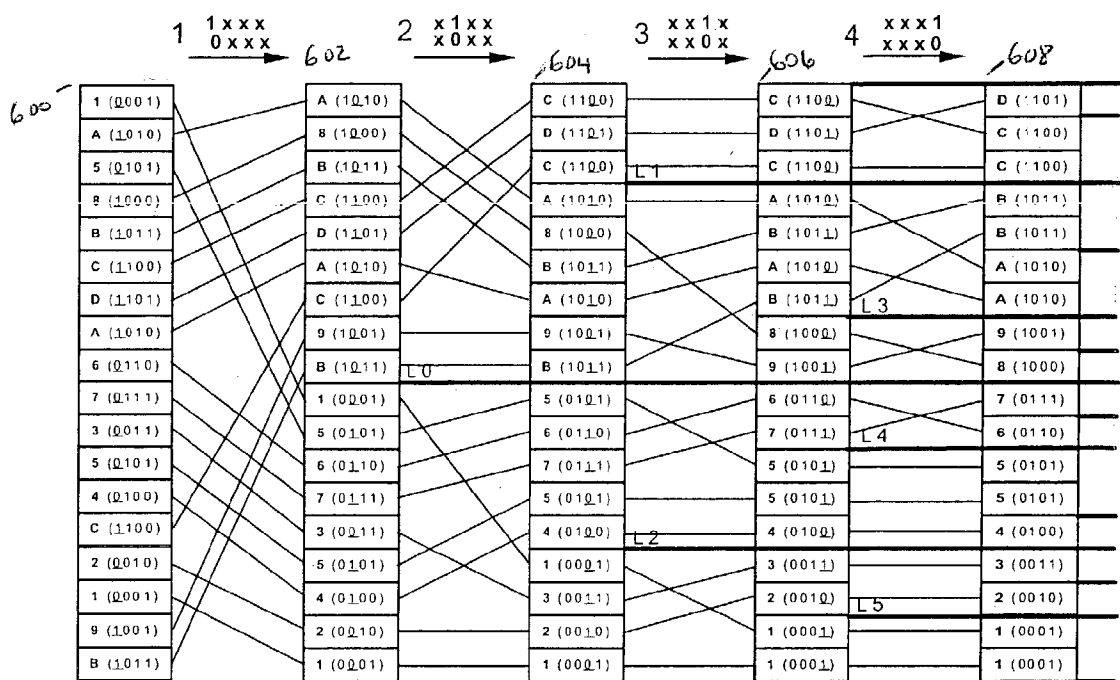 1 1xxx 2 x1xx 3 xx1x 4 xxx1
0xxx x0xx xx0x xxx0
600 602 604 606 608
1 (0001) A (1010) C (1100) C (1100) D (1101)
A (1010) 8 (1000) D (1101) D (1101) C (1100)
5 (0101) B (1011) C (1100) L1 C (1100) C (1100)
8 (1000) C (1100) A (1010) A (1010) B (1011)
B (1011) D (1101) 8 (1000) B (1011) B (1011)
C (1100) A (1010) B (1011) A (1010) A (1010)
D (1101) C (1100) A (1010) B (1011) L3 A (1010)
A (1010) 9 (1001) 9 (1001) 8 (1000) 9 (1001)
6 (0110) B (1011) L0 B (1011) 9 (1001) 8 (1000)
7 (0111) 1 (0001) 5 (0101) 6 (0110) 7 (0111)
3 (0011) 5 (0101) 6 (0110) 7 (0111) L4 6 (0110)
5 (0101) 6 (0110) 7 (0111) 5 (0101) 5 (0101)
4 (0100) 7 (0111) 5 (0101) 5 (0101) 5 (0101)
C (1100) 3 (0011) 4 (0100) L2 4 (0100) 4 (0100)
2 (0010) 5 (0101) 1 (0001) 3 (0011) 3 (0011)
1 (0001) 4 (0100) 3 (0011) 2 (0010) L5 2 (0010)
9 (1001) 2 (0010) 2 (0010) 1 (0001) 1 (0001)
B (1011) 1 (0001) 1 (0001) 1 (0001) 1 (0001)